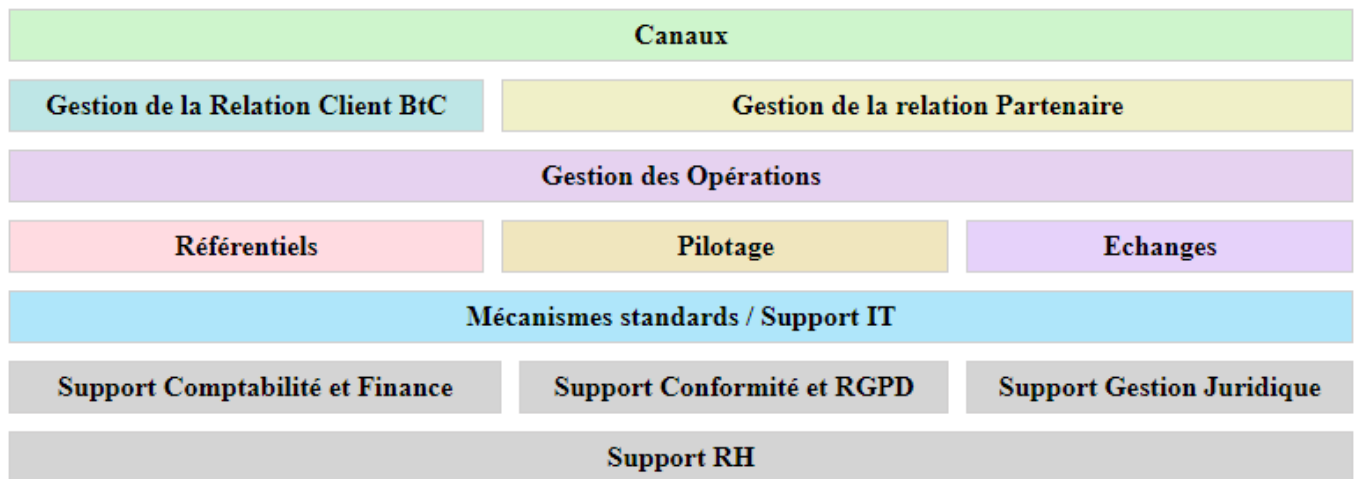 Canaux
Gestion de la Relation Client BtC
Gestion de la relation Partenaire
Gestion des Opérations
Référentiels
Pilotage
Echanges
Mécanismes standards / Support IT
Support Comptabilité et Finance
Support Conformité et RGPD
Support Gestion Juridique
Support RH